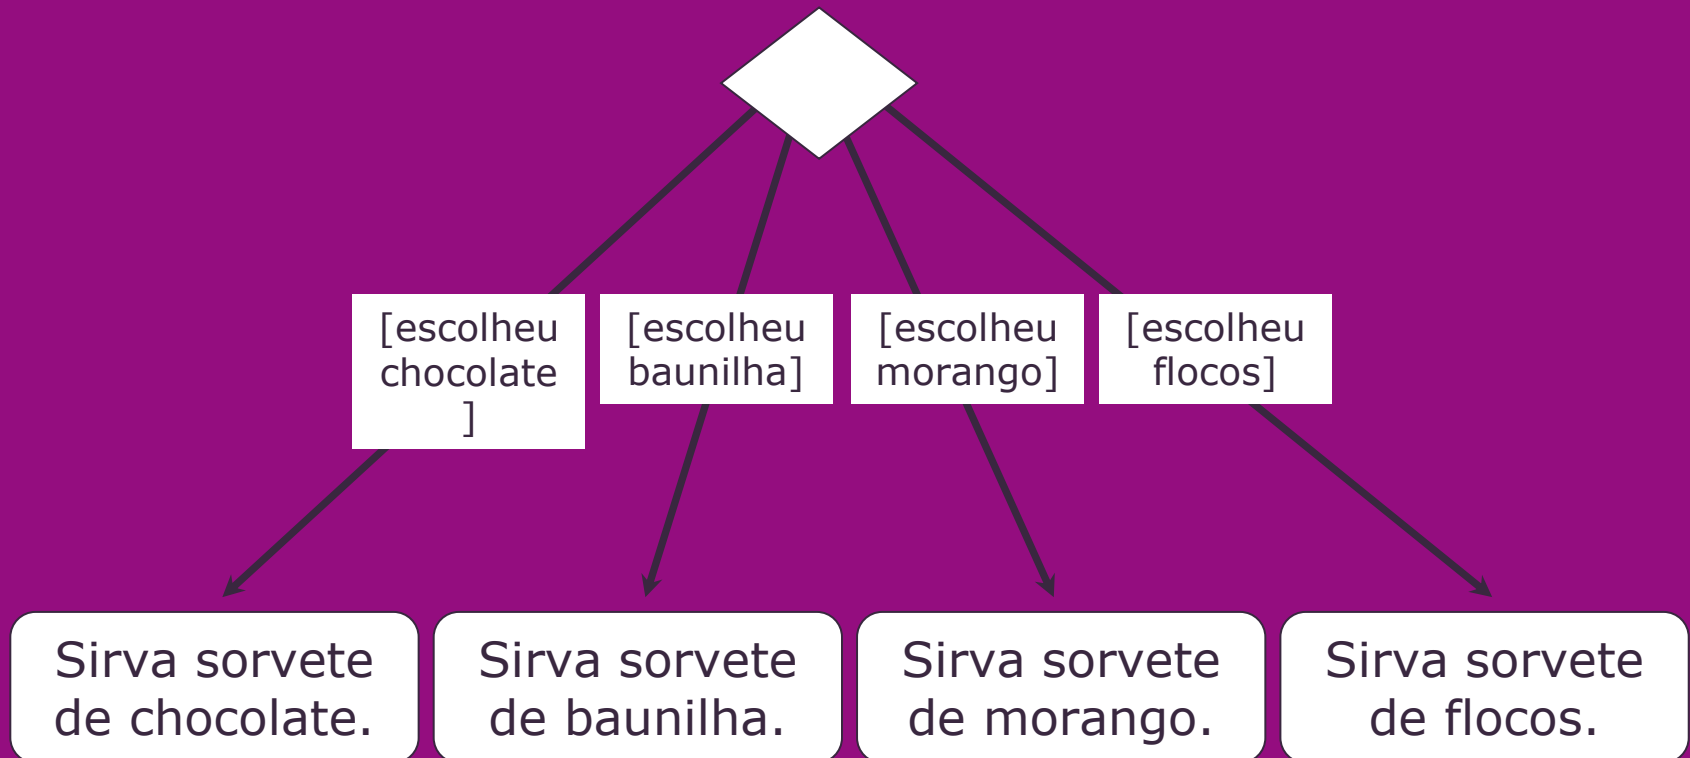 [escolheu
chocolate
]
[escolheu
baunilha]
[escolheu
morango]
[escolheu
flocos]
Sirva sorvete
de chocolate.
Sirva sorvete
de baunilha.
Sirva sorvete
de morango.
Sirva sorvete
de flocos.